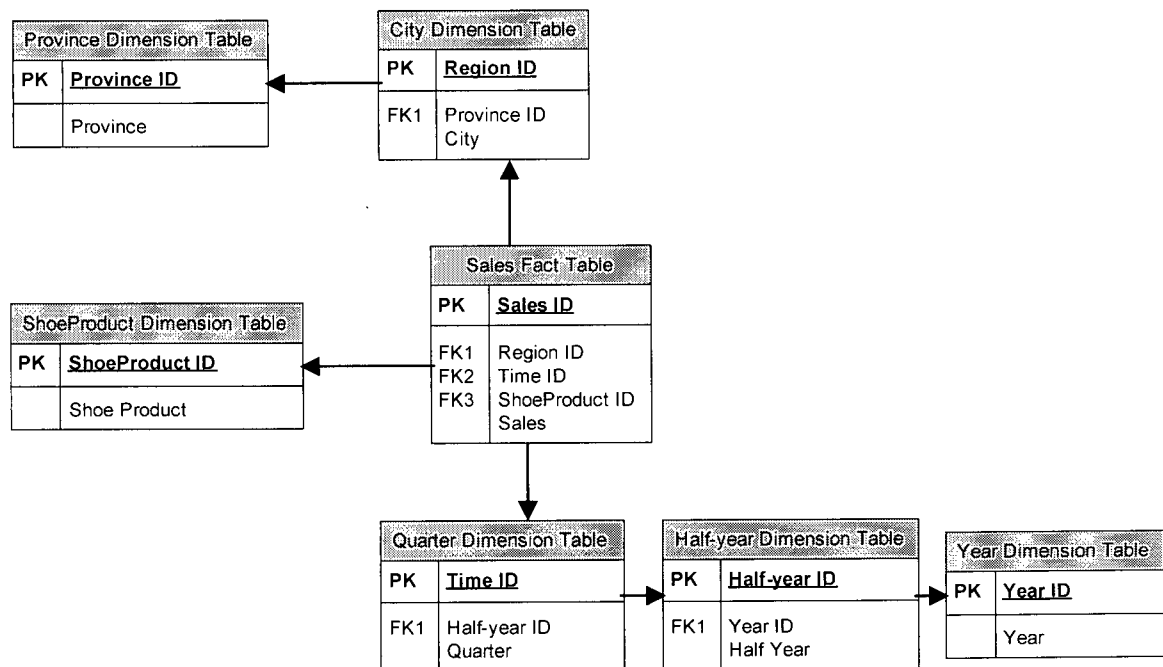 Province Dimension Table
PK Province ID
Province
City Dimension Table
PK Region ID
FK1 Province ID
City
Sales Fact Table
PK Sales ID
FK1 Region ID
FK2 Time ID
FK3 ShoeProduct ID
Sales
ShoeProduct Dimension Table
PK ShoeProduct ID
Shoe Product
Quarter Dimension Table
PK Time ID
FK1 Half-year ID
Quarter
Half-year Dimension Table
PK Half-year ID
FK1 Year ID
Half Year
Year Dimension Table
PK Year ID
Year